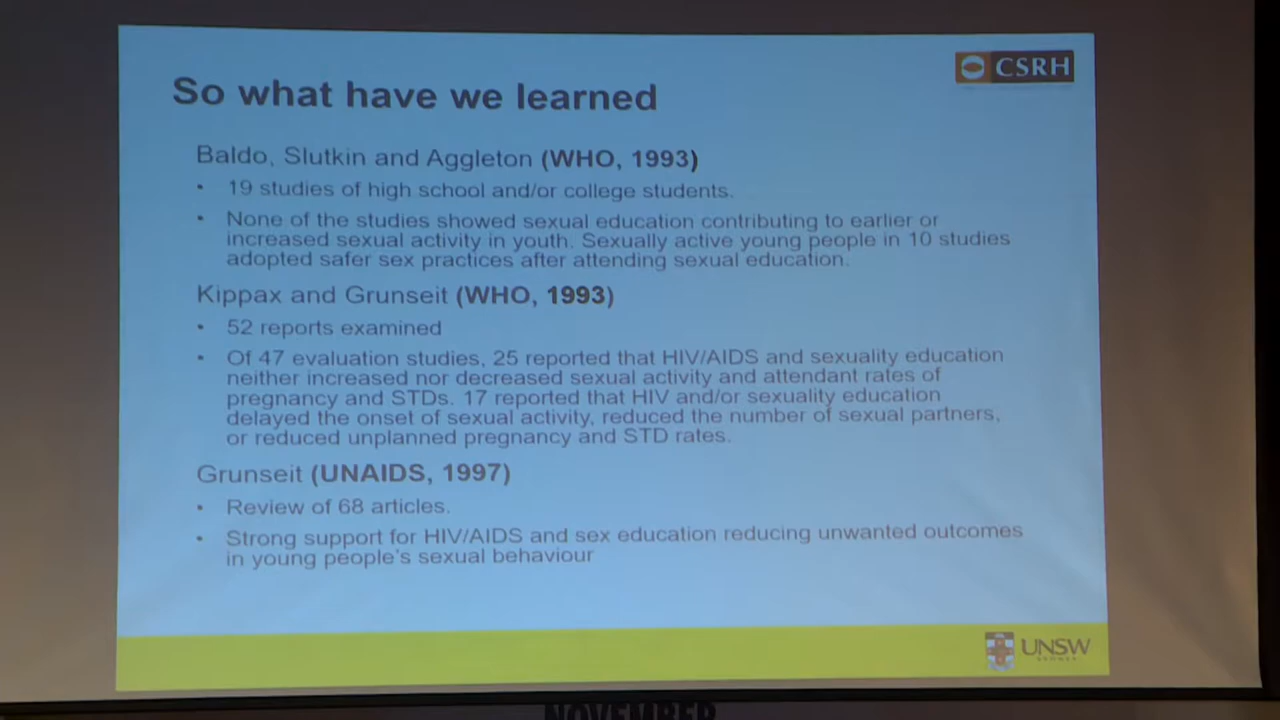 CSRH
So what have we learned
Baldo, Slutkin and Aggleton (WHO, 1993)
• 19 studies of high school and/or college students.
• None of the studies showed sexual education contributing to earlier or
increased sexual activity in youth. Sexually active young people in 10 studies
adopted safer sex practices after attending sexual education.
Kippax and Grunseit (WHO, 1993)
• 52 reports examined
• Of 47 evaluation studies, 25 reported that HIV/AIDS and sexuality education
neither increased nor decreased sexual activity and attendant rates of
pregnancy and STDs. 17 reported that HIV and/or sexuality education
delayed the onset of sexual activity, reduced the number of sexual partners,
or reduced unplanned pregnancy and STD rates.
Grunseit (UNAIDS, 1997)
• Review of 68 articles.
• Strong support for HIV/AIDS and sex education reducing unwanted outcomes
in young people's sexual behaviour
UNSW
NOVEMBER